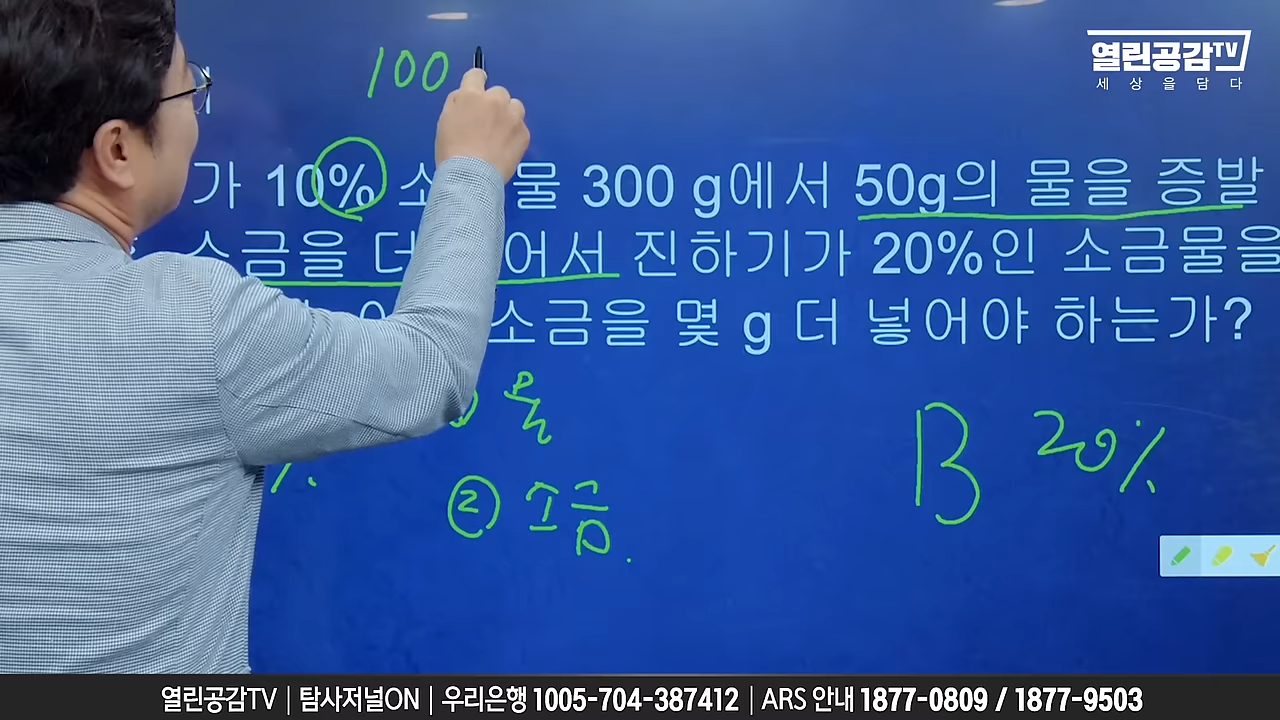 열린공감TV
세상을담다
100
가 10% 소 물 300 g에서 50g의 물을 증발
소금을 더 어서 진하기가 20%인 소금물을
소금을 몇 g 더 넣어야 하는가?
물
B 20%
%
② 소금.
열린공감TV | 탐사저널ON | 우리은행 1005-704-387412 | ARS 안내 1877-0809 / 1877-9503